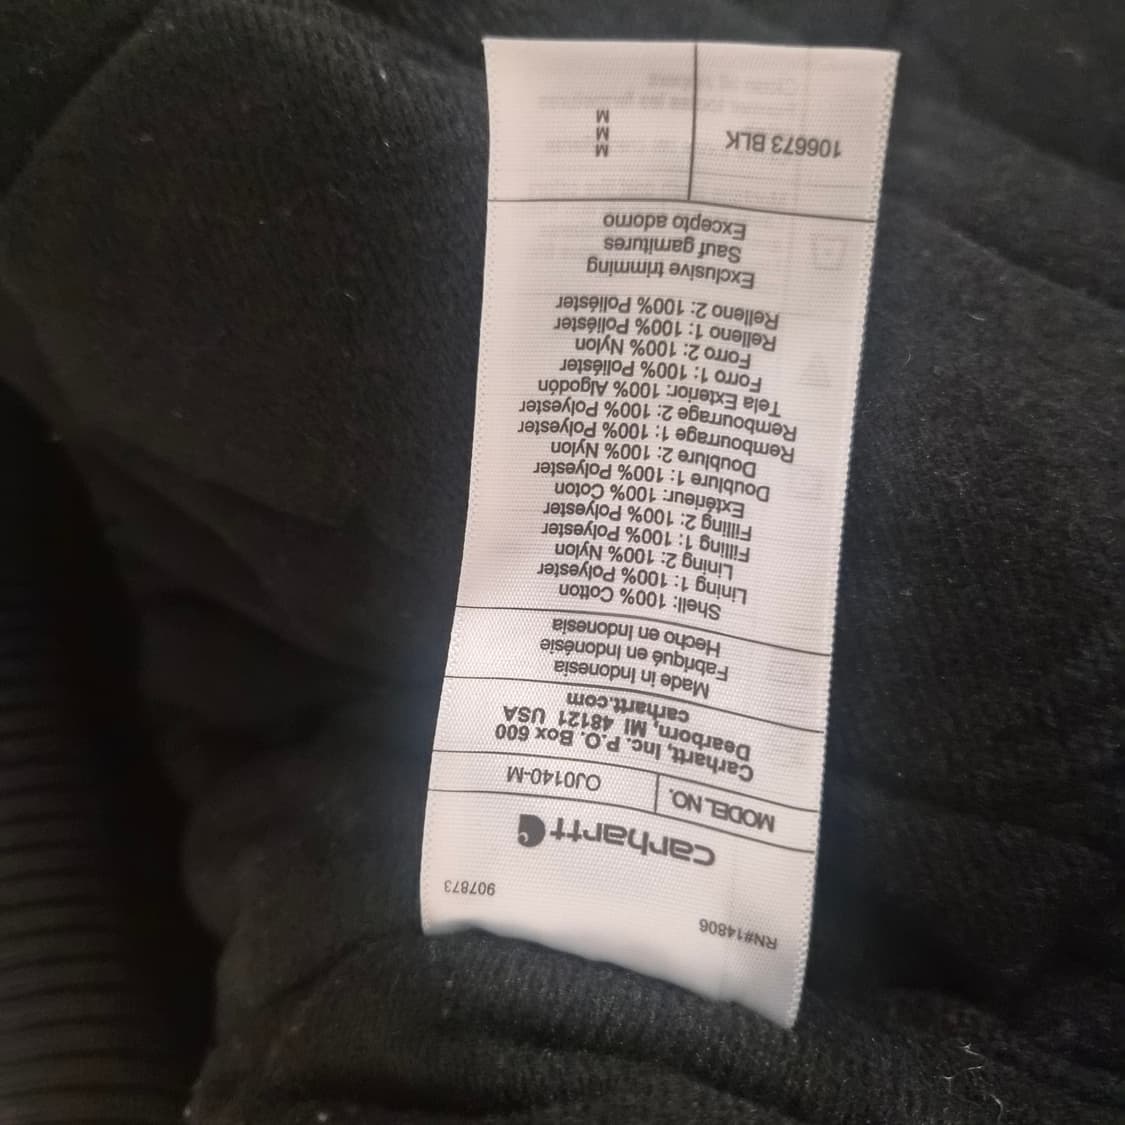 RN#14806
907873
carhartt
MODEL NO.
OJ0140-M
Carhartt, Inc. P.O. Box 600
Dearborn, MI 48121 USA
carhartt.com
Made in Indonesia
Fabriqué en Indonésie
Hecho en Indonesia
Shell: 100% Cotton
Lining 1: 100% Polyester
Lining 2: 100% Nylon
Filling 1: 100% Polyester
Filling 2: 100% Polyester
Extérieur: 100% Coton
Doublure 1: 100% Polyester
Doublure 2: 100% Nylon
Rembourrage 1: 100% Polyester
Rembourrage 2: 100% Polyester
Tela Exterior: 100% Algodón
Forro 1: 100% Poliéster
Forro 2: 100% Nylon
Relleno 1: 100% Poliéster
Relleno 2: 100% Poliéster
Exclusive trimming
Sauf garnitures
Excepto adorno
106673 BLK
M
M
M